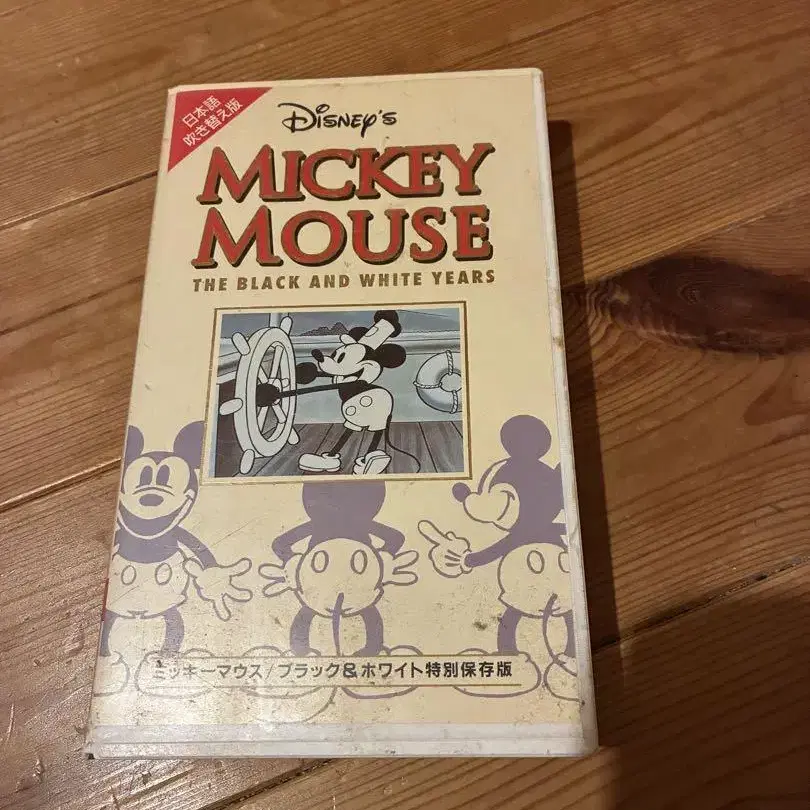 日本語
吹き替え版
Disney's
MICKEY
MOUSE
THE BLACK AND WHITE YEARS
ミッキーマウス/ブラック&ホワイト特別保存版